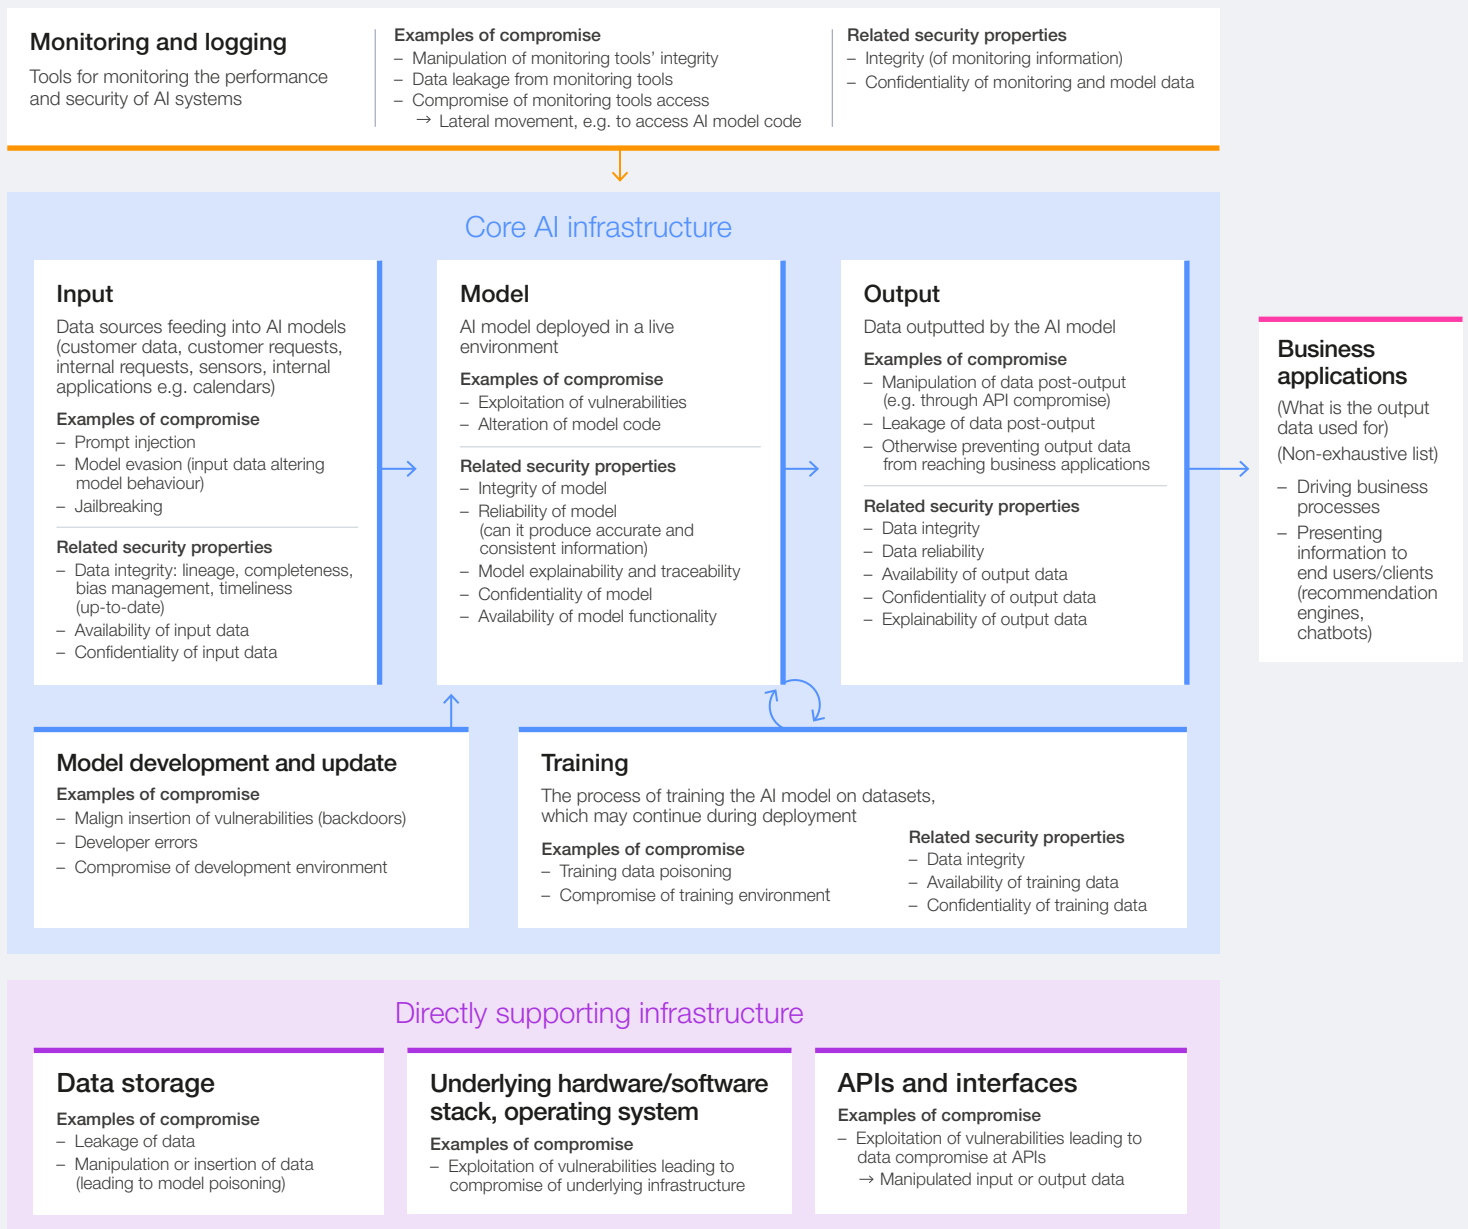 Monitoring and logging
Tools for monitoring the performance
and security of AI systems
Examples of compromise
– Manipulation of monitoring tools’ integrity
– Data leakage from monitoring tools
– Compromise of monitoring tools access
→ Lateral movement, e.g. to access AI model code
Related security properties
– Integrity (of monitoring information)
– Confidentiality of monitoring and model data
Core AI infrastructure
Input
Data sources feeding into AI models
(customer data, customer requests,
internal requests, sensors, internal
applications e.g. calendars)
Examples of compromise
– Prompt injection
– Model evasion (input data altering
model behaviour)
– Jailbreaking
Related security properties
– Data integrity: lineage, completeness,
bias management, timeliness
(up-to-date)
– Availability of input data
– Confidentiality of input data
Model
AI model deployed in a live
environment
Examples of compromise
– Exploitation of vulnerabilities
– Alteration of model code
Related security properties
– Integrity of model
– Reliability of model
(can it produce accurate and
consistent information)
– Model explainability and traceability
– Confidentiality of model
– Availability of model functionality
Output
Data outputted by the AI model
Examples of compromise
– Manipulation of data post-output
(e.g. through API compromise)
– Leakage of data post-output
– Otherwise preventing output data
from reaching business applications
Related security properties
– Data integrity
– Data reliability
– Availability of output data
– Confidentiality of output data
– Explainability of output data
Business
applications
(What is the output
data used for)
(Non-exhaustive list)
– Driving business
processes
– Presenting
information to
end users/clients
(recommendation
engines,
chatbots)
Model development and update
Examples of compromise
– Malign insertion of vulnerabilities (backdoors)
– Developer errors
– Compromise of development environment
Training
The process of training the AI model on datasets,
which may continue during deployment
Examples of compromise
– Training data poisoning
– Compromise of training environment
Related security properties
– Data integrity
– Availability of training data
– Confidentiality of training data
Directly supporting infrastructure
Data storage
Examples of compromise
– Leakage of data
– Manipulation or insertion of data
(leading to model poisoning)
Underlying hardware/software
stack, operating system
Examples of compromise
– Exploitation of vulnerabilities leading to
compromise of underlying infrastructure
APIs and interfaces
Examples of compromise
– Exploitation of vulnerabilities leading to
data compromise at APIs
→ Manipulated input or output data